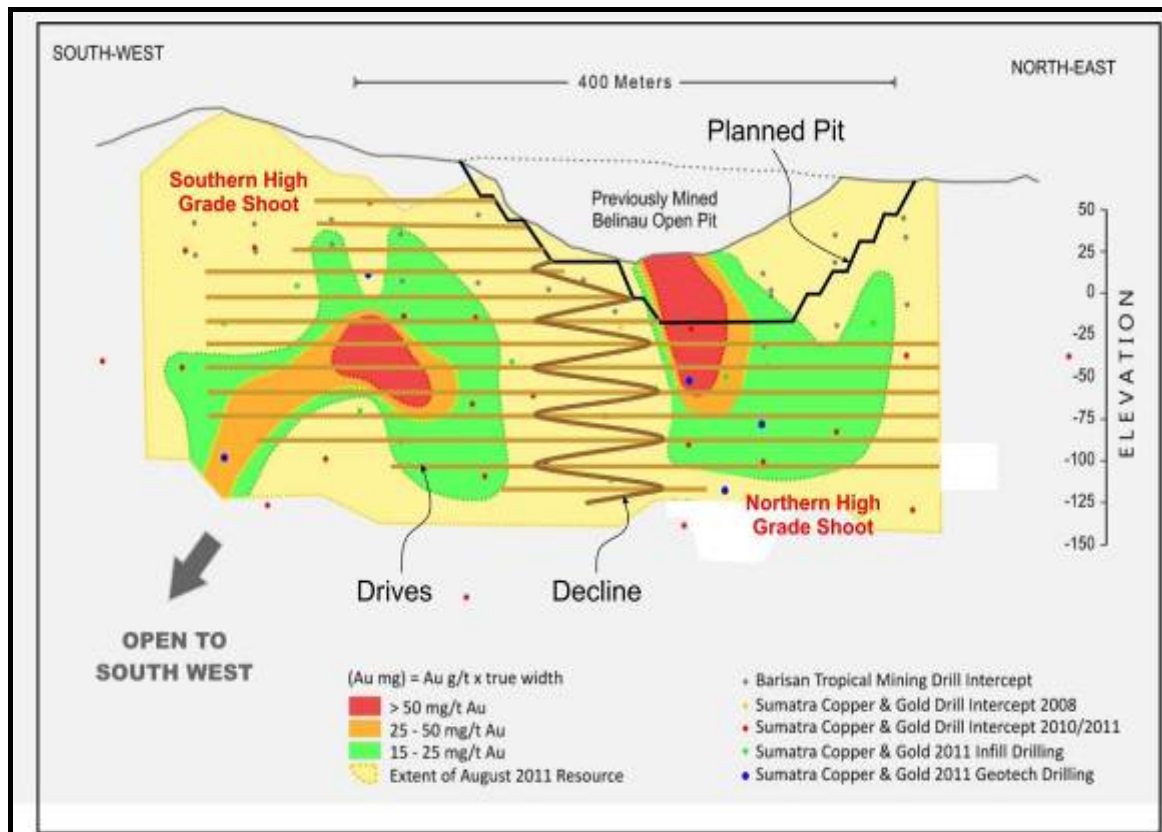 SOUTH-WEST
400 Meters
NORTH-EAST
Planned Pit
Southern High
Grade Shoot
Previously Mined
Belinau Open Pit
50
25
0
-25
-50
-75
-100
-125
-150
ELEVATION
Northern High
Grade Shoot
Drives
Decline
OPEN TO
SOUTH WEST
(Au mg) = Au g/t x true width
> 50 mg/t Au
25 - 50 mg/t Au
15 - 25 mg/t Au
Extent of August 2011 Resource
Barisan Tropical Mining Drill Intercept
Sumatra Copper & Gold Drill Intercept 2008
Sumatra Copper & Gold Drill Intercept 2010/2011
Sumatra Copper & Gold 2011 Infill Drilling
Sumatra Copper & Gold 2011 Geotech Drilling